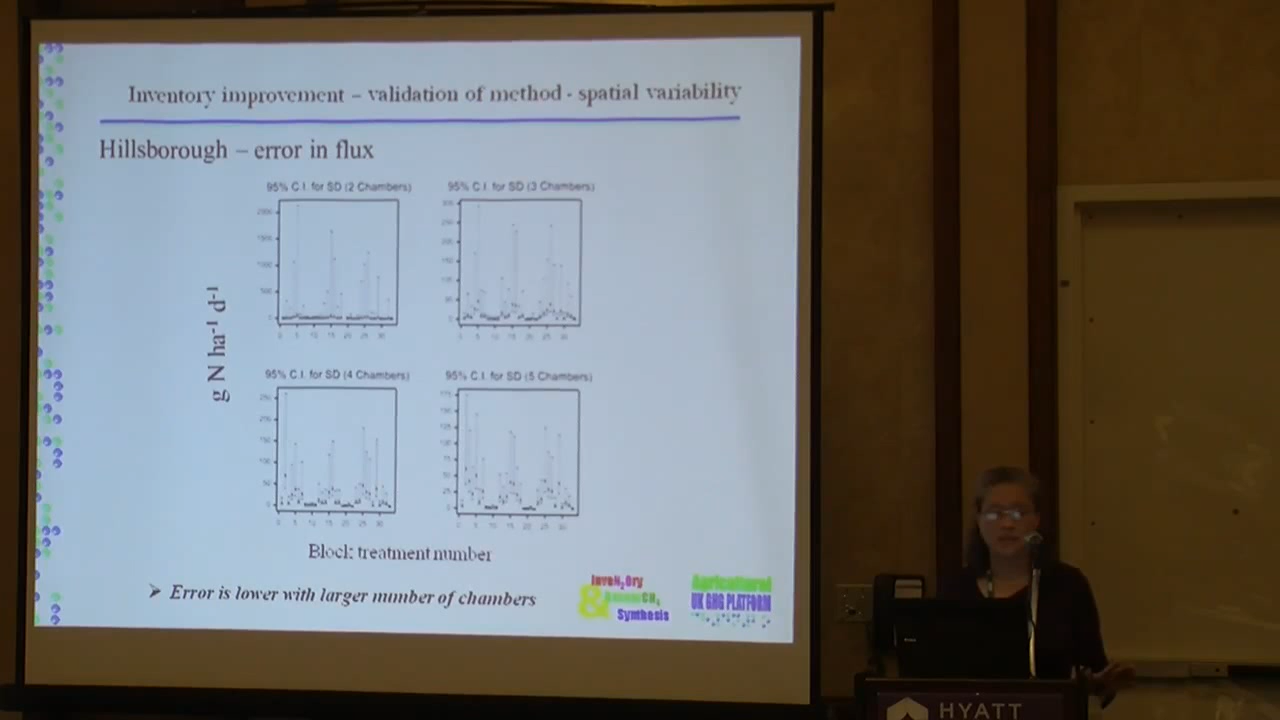 Inventory improvement – validation of method - spatial variability
Hillsborough – error in flux
95% C.I. for SD (2 Chambers)
95% C.I. for SD (3 Chambers)
g N ha-1 d-1
95% C.I. for SD (4 Chambers)
95% C.I. for SD (5 Chambers)
Block: treatment number
➢ Error is lower with larger number of chambers
InveN2Ory
&
CH4
Synthesis
Agricultural
UK GHG PLATFORM
HYATT